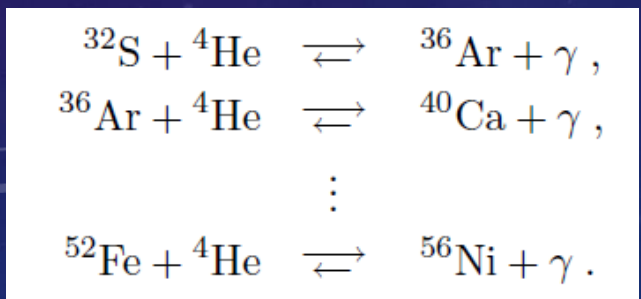 ³²S + ⁴He ⇌ ³⁶Ar + γ ,
³⁶Ar + ⁴He ⇌ ⁴⁰Ca + γ ,
⋮
⁵²Fe + ⁴He ⇌ ⁵⁶Ni + γ .